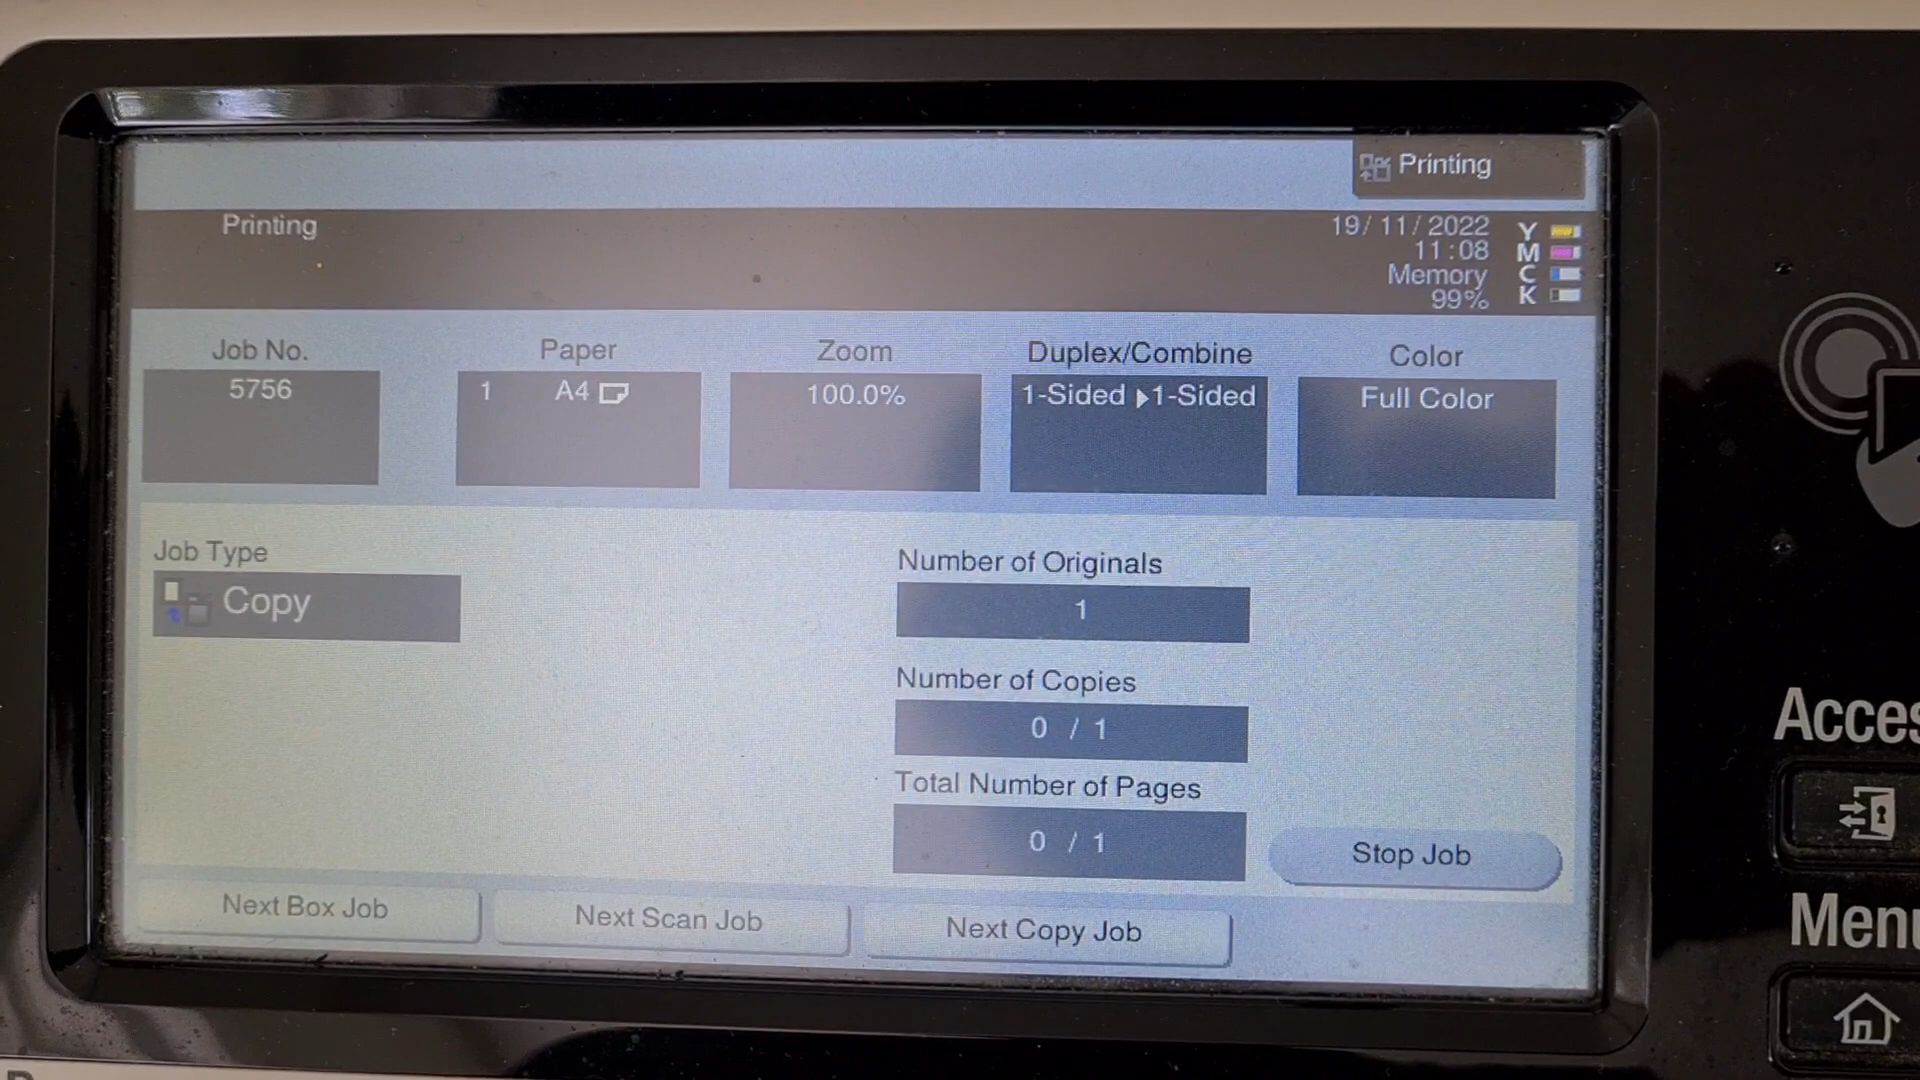 Printing
Printing
19/11/2022
11:08
Memory
99%
Y
M
C
K
Job No.
5756
Paper
1 A4
Zoom
100.0%
Duplex/Combine
1-Sided ▶1-Sided
Color
Full Color
Job Type
Copy
Number of Originals
1
Number of Copies
0 / 1
Total Number of Pages
0 / 1
Stop Job
Next Box Job
Next Scan Job
Next Copy Job
Acces
Menu